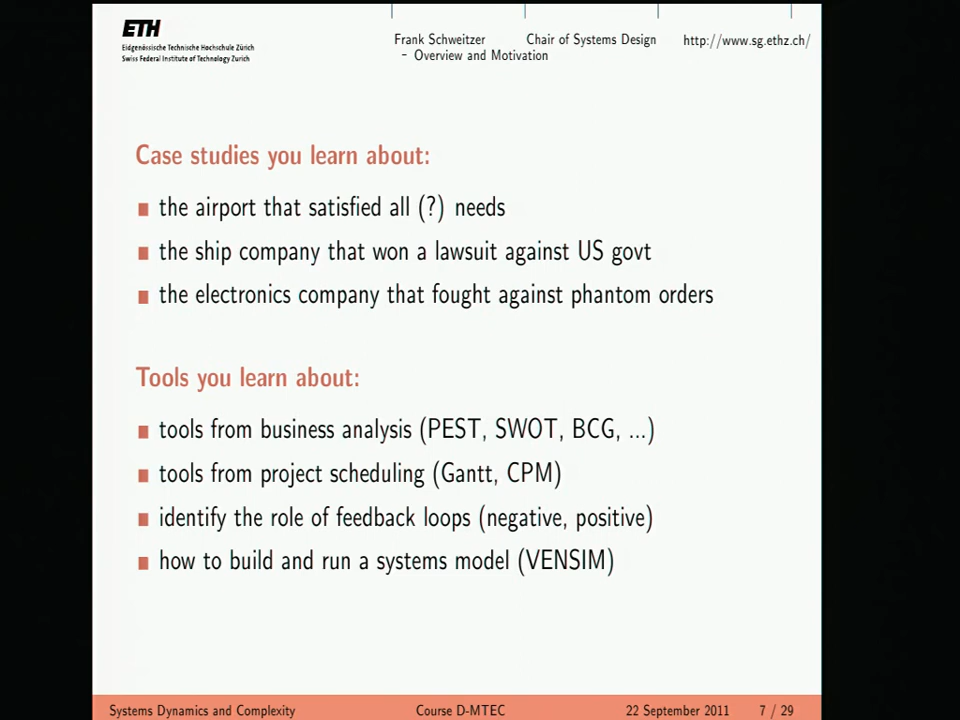 ETH
Eidgenössische Technische Hochschule Zürich
Swiss Federal Institute of Technology Zurich
Frank Schweitzer Chair of Systems Design http://www.sg.ethz.ch/
– Overview and Motivation
Case studies you learn about:
the airport that satisfied all (?) needs
the ship company that won a lawsuit against US govt
the electronics company that fought against phantom orders
Tools you learn about:
tools from business analysis (PEST, SWOT, BCG, ...)
tools from project scheduling (Gantt, CPM)
identify the role of feedback loops (negative, positive)
how to build and run a systems model (VENSIM)
Systems Dynamics and Complexity Course D-MTEC 22 September 2011 7 / 29